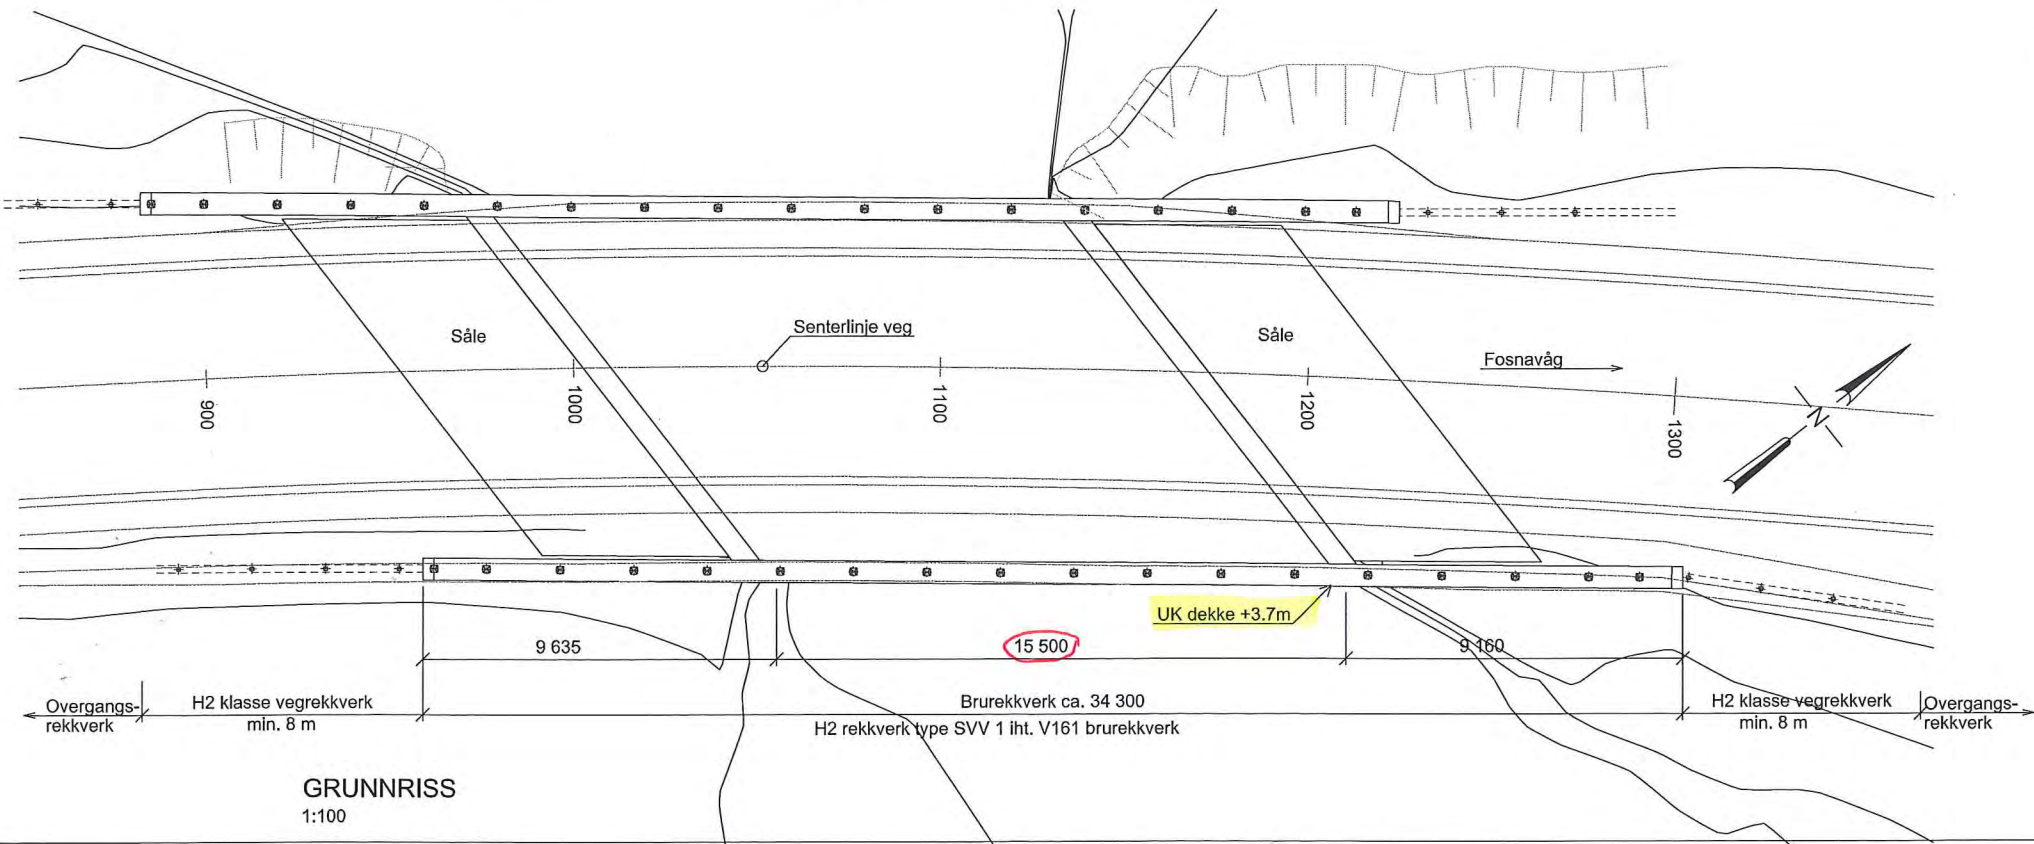 Såle
Senterlinje veg
Såle
Fosnavåg
900
1000
1100
1200
1300
N
UK dekke +3.7m
9 635
15 500
9 160
Overgangs-
rekkverk
H2 klasse vegrekkverk
min. 8 m
Brurekkverk ca. 34 300
H2 rekkverk type SVV 1 iht. V161 brurekkverk
H2 klasse vegrekkverk
min. 8 m
Overgangs-
rekkverk
GRUNNRISS
1:100